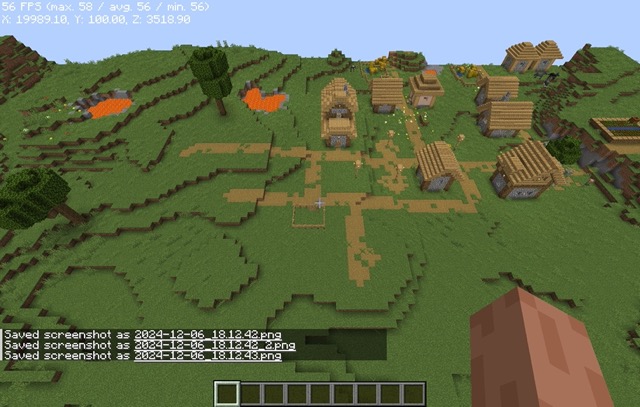 56 FPS (max. 58 / avg. 56 / min. 56)
X: 19989.10, Y: 100.00, Z: 3518.90
Saved screenshot as 2024-12-06_18.12.42.png
Saved screenshot as 2024-12-06_18.12.42_2.png
Saved screenshot as 2024-12-06_18.12.43.png